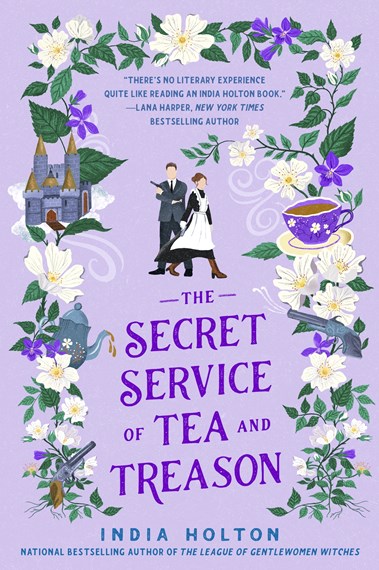 "THERE'S NO LITERARY EXPERIENCE
QUITE LIKE READING AN INDIA HOLTON BOOK."
—LANA HARPER, NEW YORK TIMES
BESTSELLING AUTHOR
—THE—
SECRET
SERVICE
OF TEA AND
TREASON
INDIA HOLTON
NATIONAL BESTSELLING AUTHOR OF THE LEAGUE OF GENTLEWOMEN WITCHES